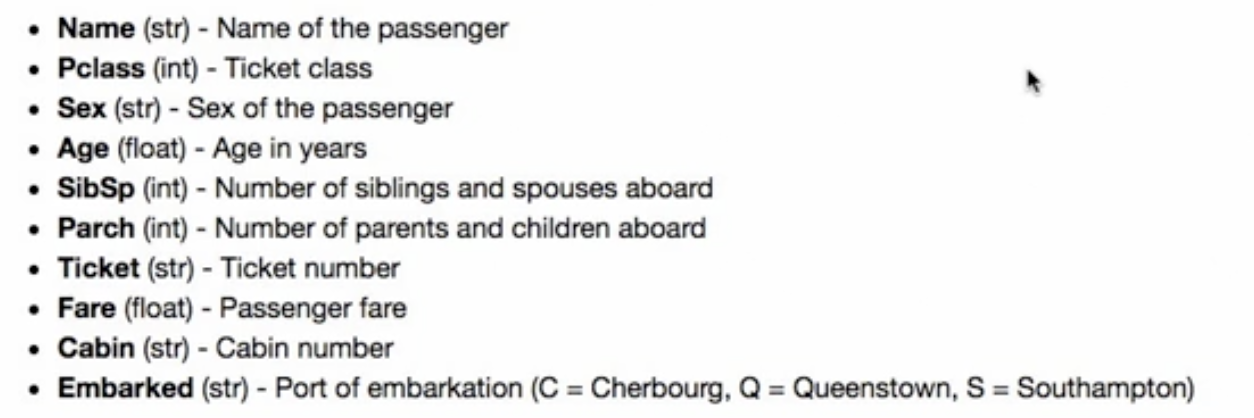 • Name (str) - Name of the passenger
• Pclass (int) - Ticket class
• Sex (str) - Sex of the passenger
• Age (float) - Age in years
• SibSp (int) - Number of siblings and spouses aboard
• Parch (int) - Number of parents and children aboard
• Ticket (str) - Ticket number
• Fare (float) - Passenger fare
• Cabin (str) - Cabin number
• Embarked (str) - Port of embarkation (C = Cherbourg, Q = Queenstown, S = Southampton)